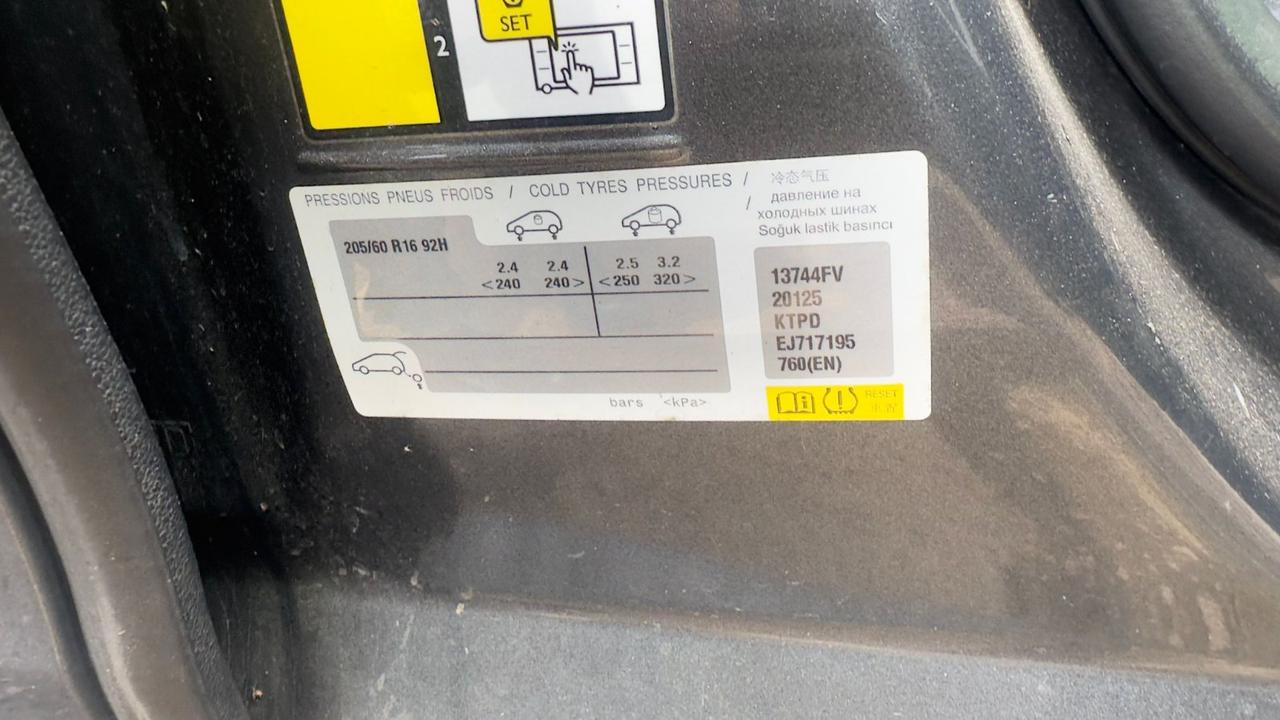 SET
2
PRESSIONS PNEUS FROIDS / COLD TYRES PRESSURES / 冷态气压
/ давление на
холодных шинах
Soğuk lastik basıncı
205/60 R16 92H
2.4 2.4 2.5 3.2
<240 240> <250 320>
bars <kPa>
13744FV
20125
KTPD
EJ717195
760(EN)
RESET